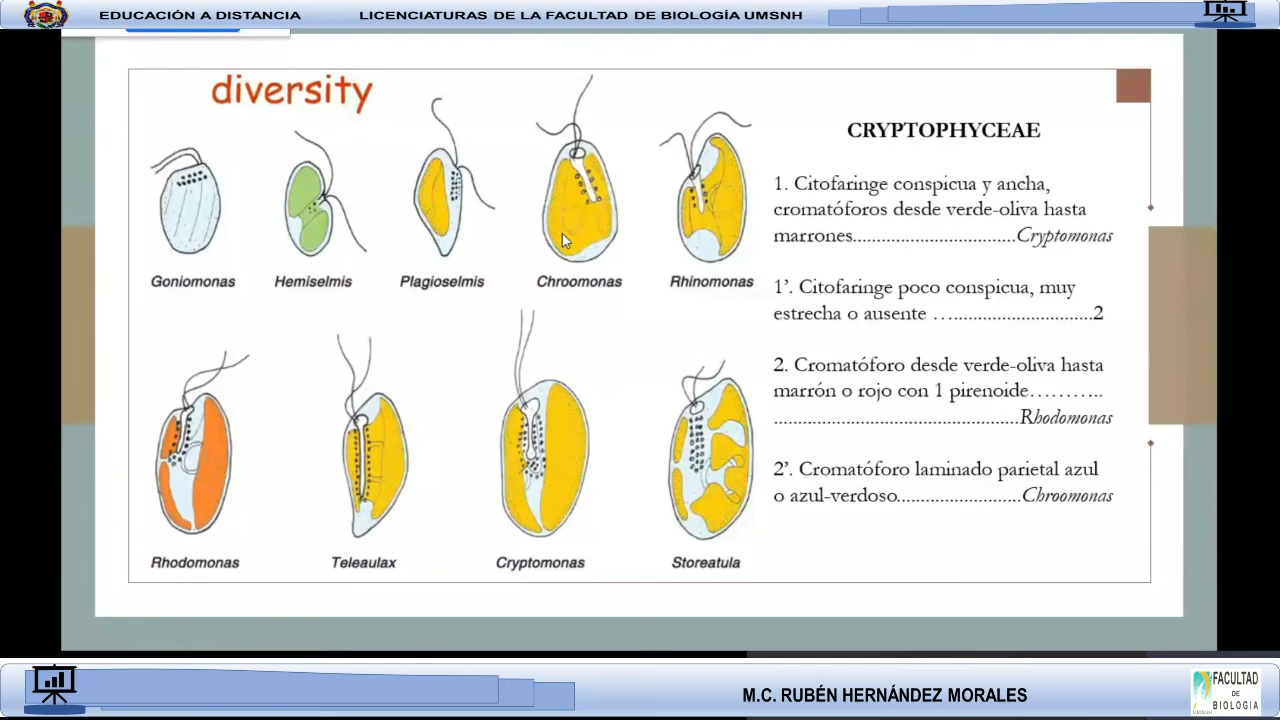 EDUCACIÓN A DISTANCIA LICENCIATURAS DE LA FACULTAD DE BIOLOGÍA UMSNH
diversity
Goniomonas Hemiselmis Plagioselmis Chroomonas Rhinomonas
Rhodomonas Teleaulax Cryptomonas Storeatula
CRYPTOPHYCEAE
1. Citofaringe conspicua y ancha,
cromatóforos desde verde-oliva hasta
marrones..................................Cryptomonas
1’. Citofaringe poco conspicua, muy
estrecha o ausente …..............................2
2. Cromatóforo desde verde-oliva hasta
marrón o rojo con 1 pirenoide………..
....................................................Rhodomonas
2’. Cromatóforo laminado parietal azul
o azul-verdoso..........................Chroomonas
M.C. RUBÉN HERNÁNDEZ MORALES
FACULTAD
DE
BIOLOGIA
UMSNH